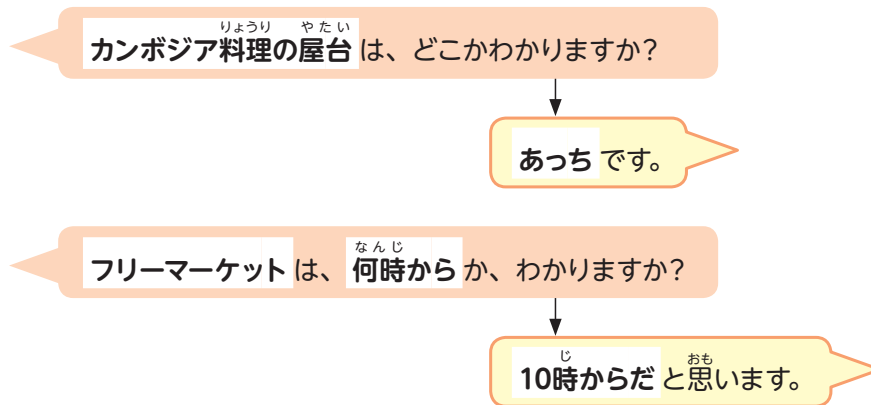 りょうり やたい
カンボジア料理の屋台は、どこかわかりますか?
あっちです。
なんじ
フリーマーケットは、何時からか、わかりますか?
じ おも
10時からだと思います。